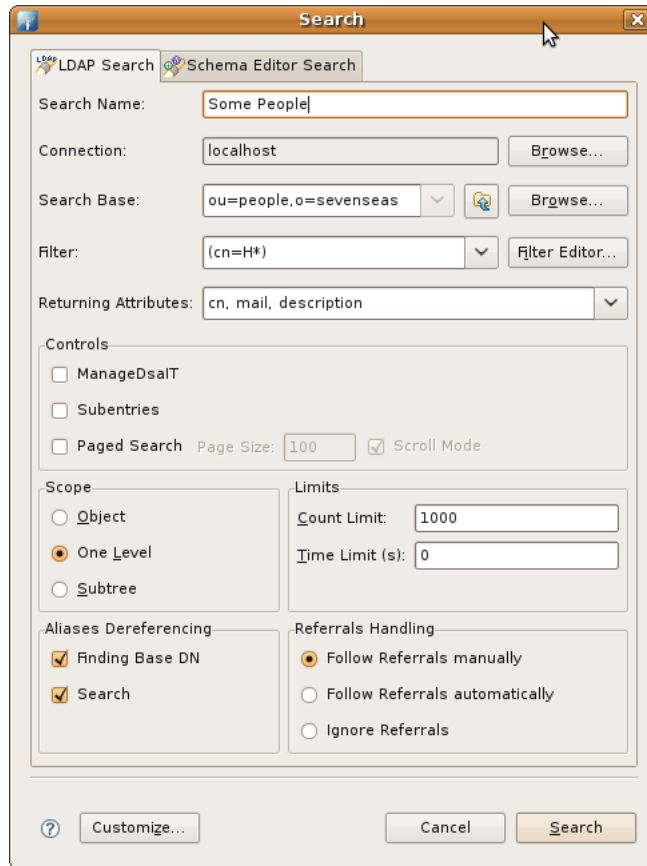 Search
LDAP Search Schema Editor Search
Search Name: Some People
Connection: localhost Browse...
Search Base: ou=people,o=sevenseas Browse...
Filter: (cn=H*) Filter Editor...
Returning Attributes: cn, mail, description
Controls
ManageDsaIT
Subentries
Paged Search Page Size: 100 Scroll Mode
Scope Limits
Object Count Limit: 1000
One Level Time Limit (s): 0
Subtree
Aliases Dereferencing Referrals Handling
Finding Base DN Follow Referrals manually
Search Follow Referrals automatically
Ignore Referrals
Customize... Cancel Search